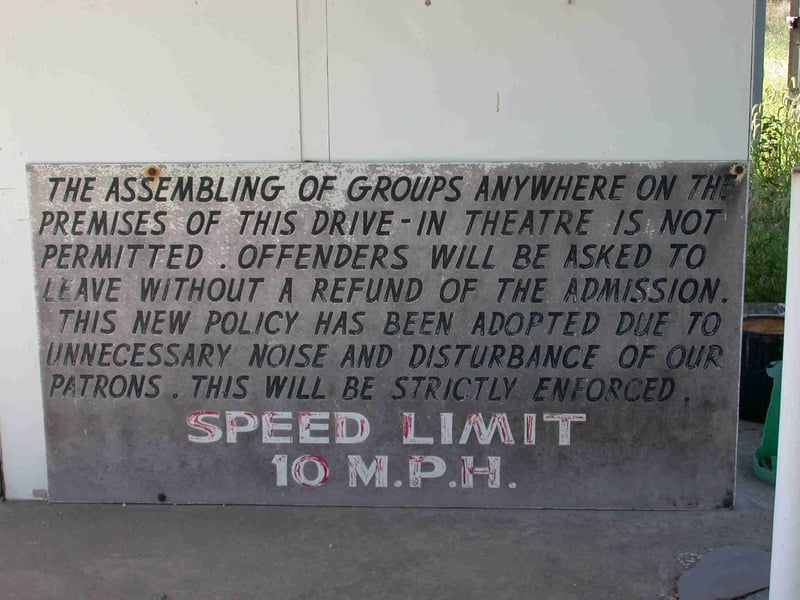 THE ASSEMBLING OF GROUPS ANYWHERE ON THE
PREMISES OF THIS DRIVE-IN THEATRE IS NOT
PERMITTED. OFFENDERS WILL BE ASKED TO
LEAVE WITHOUT A REFUND OF THE ADMISSION.
THIS NEW POLICY HAS BEEN ADOPTED DUE TO
UNNECESSARY NOISE AND DISTURBANCE OF OUR
PATRONS. THIS WILL BE STRICTLY ENFORCED.
SPEED LIMIT
10 M.P.H.